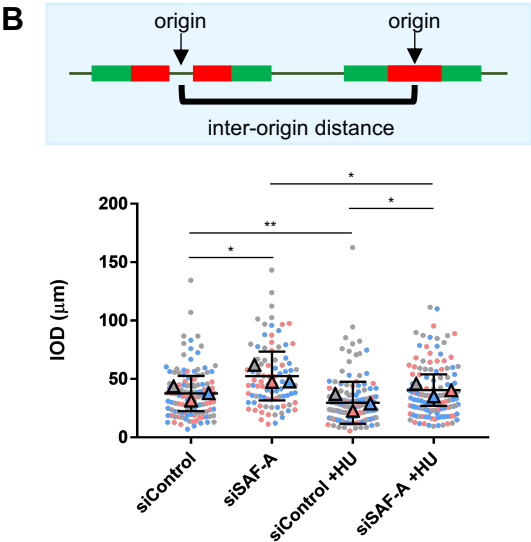 B
origin origin
inter-origin distance
*
*
**
*
200
150
100
50
0
IOD (μm)
siControl
siSAF-A
siControl +HU
siSAF-A +HU